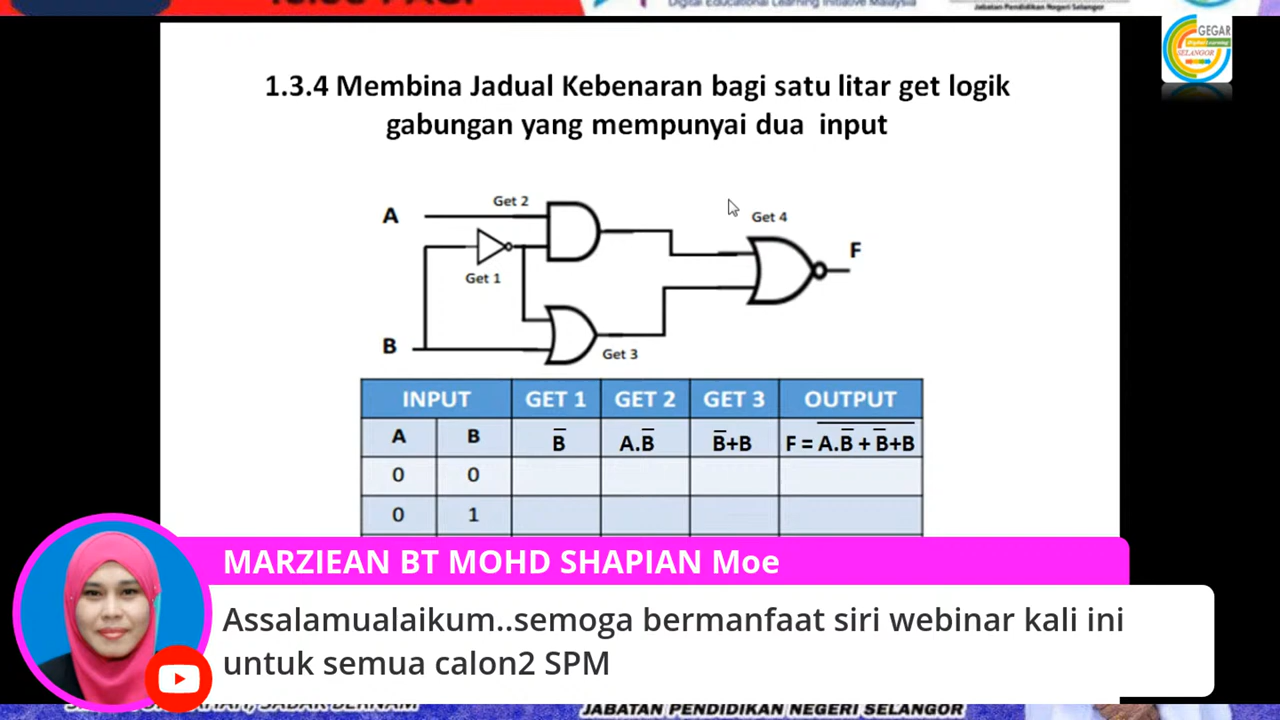 Digital Educational Learning Initiative Malaysia
Jabatan Pendidikan Negeri Selangor
GEGAR
SELANGOR
1.3.4 Membina Jadual Kebenaran bagi satu litar get logik
gabungan yang mempunyai dua input
A
Get 2
Get 1
B
Get 3
Get 4
F
INPUT GET 1 GET 2 GET 3 OUTPUT
A B B̅ A.B̅ B̅+B F = \overline{A.B̅ + B̅+B}
0 0
0 1
MARZIEAN BT MOHD SHAPIAN Moe
Assalamualaikum..semoga bermanfaat siri webinar kali ini
untuk semua calon2 SPM
JABATAN PENDIDIKAN NEGERI SELANGOR